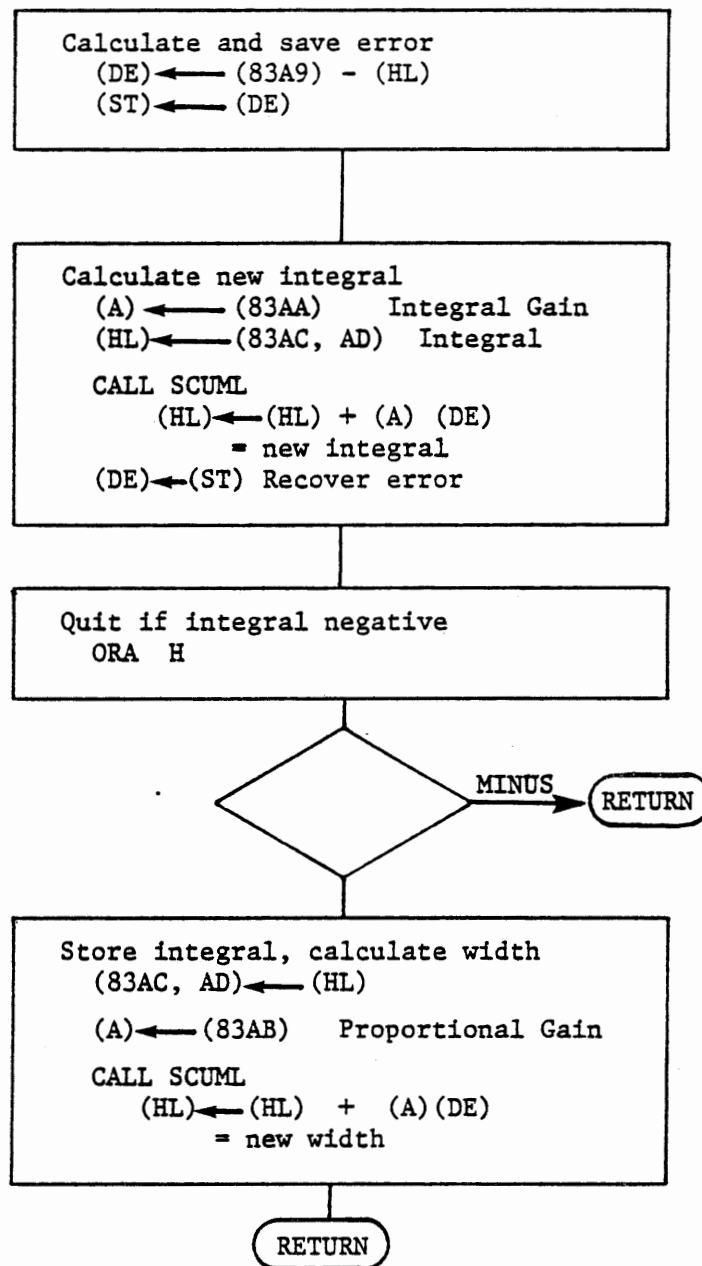 Calculate and save error
(DE)←(83A9) - (HL)
(ST)←(DE)
Calculate new integral
(A)←(83AA) Integral Gain
(HL)←(83AC, AD) Integral
CALL SCUML
(HL)←(HL) + (A) (DE)
= new integral
(DE)←(ST) Recover error
Quit if integral negative
ORA H
MINUS
RETURN
Store integral, calculate width
(83AC, AD)←(HL)
(A)←(83AB) Proportional Gain
CALL SCUML
(HL)←(HL) + (A)(DE)
= new width
RETURN